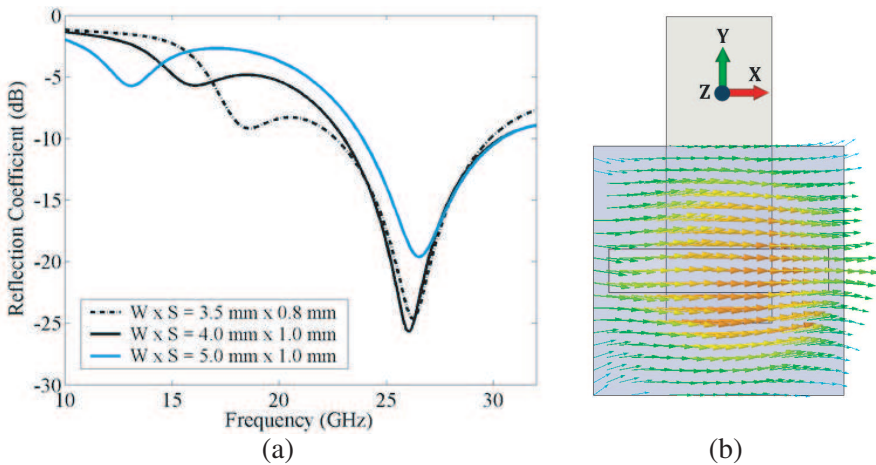 0
-5
-10
-15
-20
-25
-30
Reflection Coefficient (dB)
W x S = 3.5 mm x 0.8 mm
W x S = 4.0 mm x 1.0 mm
W x S = 5.0 mm x 1.0 mm
10 15 20 25 30
Frequency (GHz)
(a)
Y
X
Z
(b)